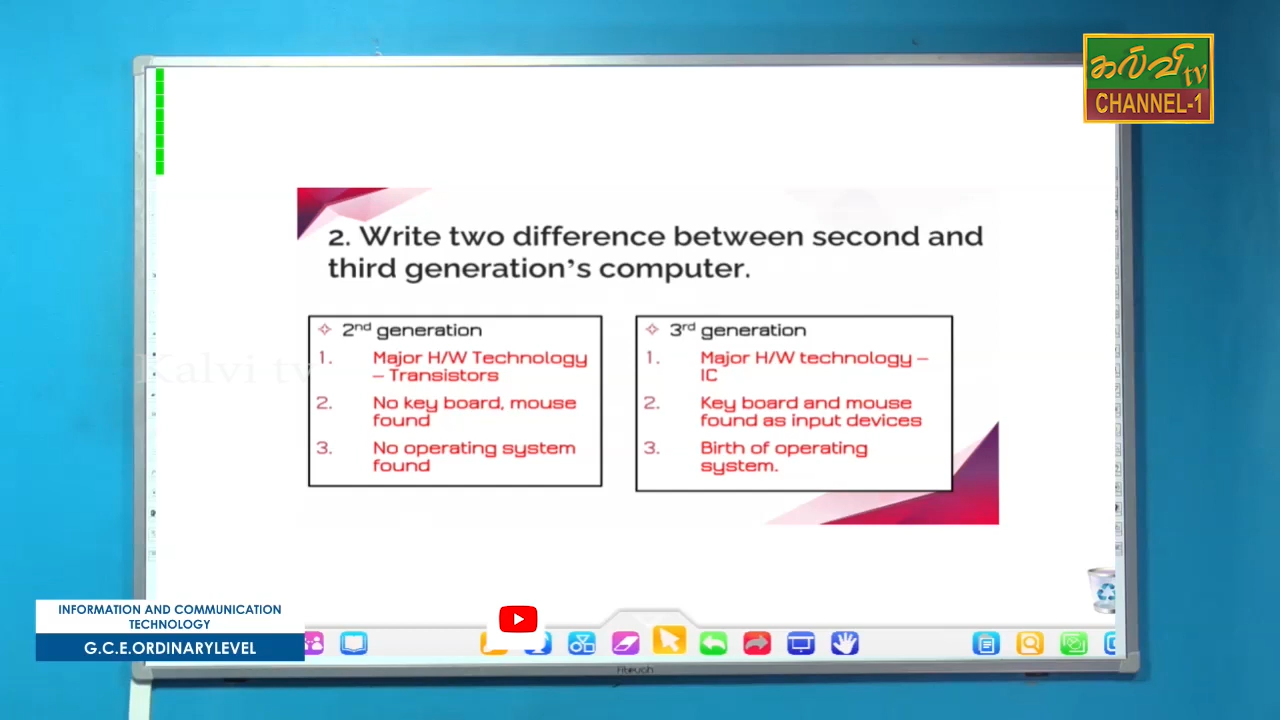 கல்வி tv
CHANNEL-1
2. Write two difference between second and
third generation's computer.
2nd generation
1. Major H/W Technology
– Transistors
2. No key board, mouse
found
3. No operating system
found
3rd generation
1. Major H/W technology –
IC
2. Key board and mouse
found as input devices
3. Birth of operating
system.
Kalvi tv
INFORMATION AND COMMUNICATION
TECHNOLOGY
G.C.E.ORDINARYLEVEL